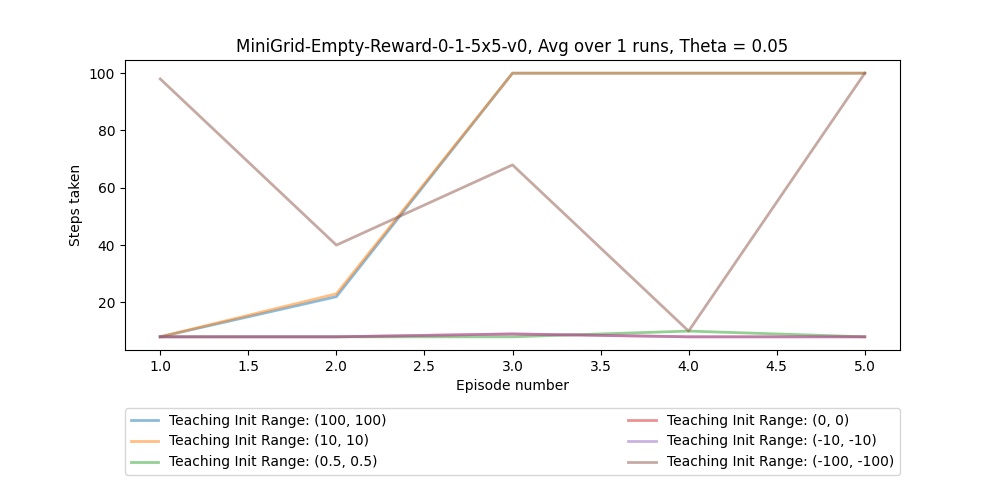 MiniGrid-Empty-Reward-0-1-5x5-v0, Avg over 1 runs, Theta = 0.05
100
80
60
40
20
Steps taken
1.0 1.5 2.0 2.5 3.0 3.5 4.0 4.5 5.0
Episode number
Teaching Init Range: (100, 100)
Teaching Init Range: (10, 10)
Teaching Init Range: (0.5, 0.5)
Teaching Init Range: (0, 0)
Teaching Init Range: (-10, -10)
Teaching Init Range: (-100, -100)